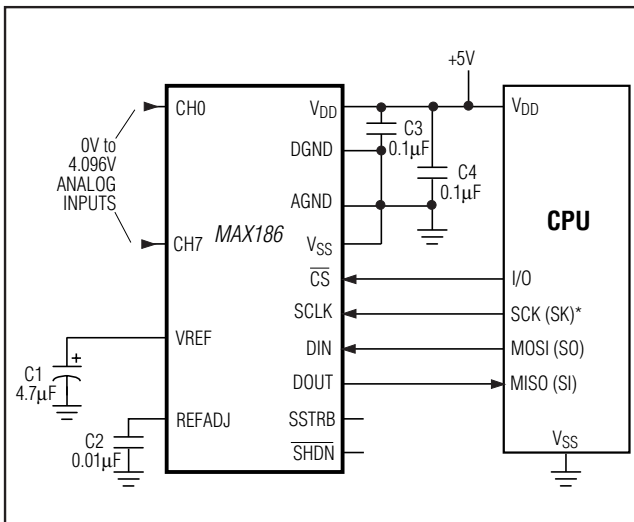 +5V
CH0
0V to
4.096V
ANALOG
INPUTS
CH7
MAX186
VREF
C1
+
4.7µF
REFADJ
C2
0.01µF
VDD
DGND
AGND
VSS
CS
SCLK
DIN
DOUT
SSTRB
SHDN
C3
0.1µF
C4
0.1µF
VDD
CPU
I/O
SCK (SK)*
MOSI (SO)
MISO (SI)
VSS